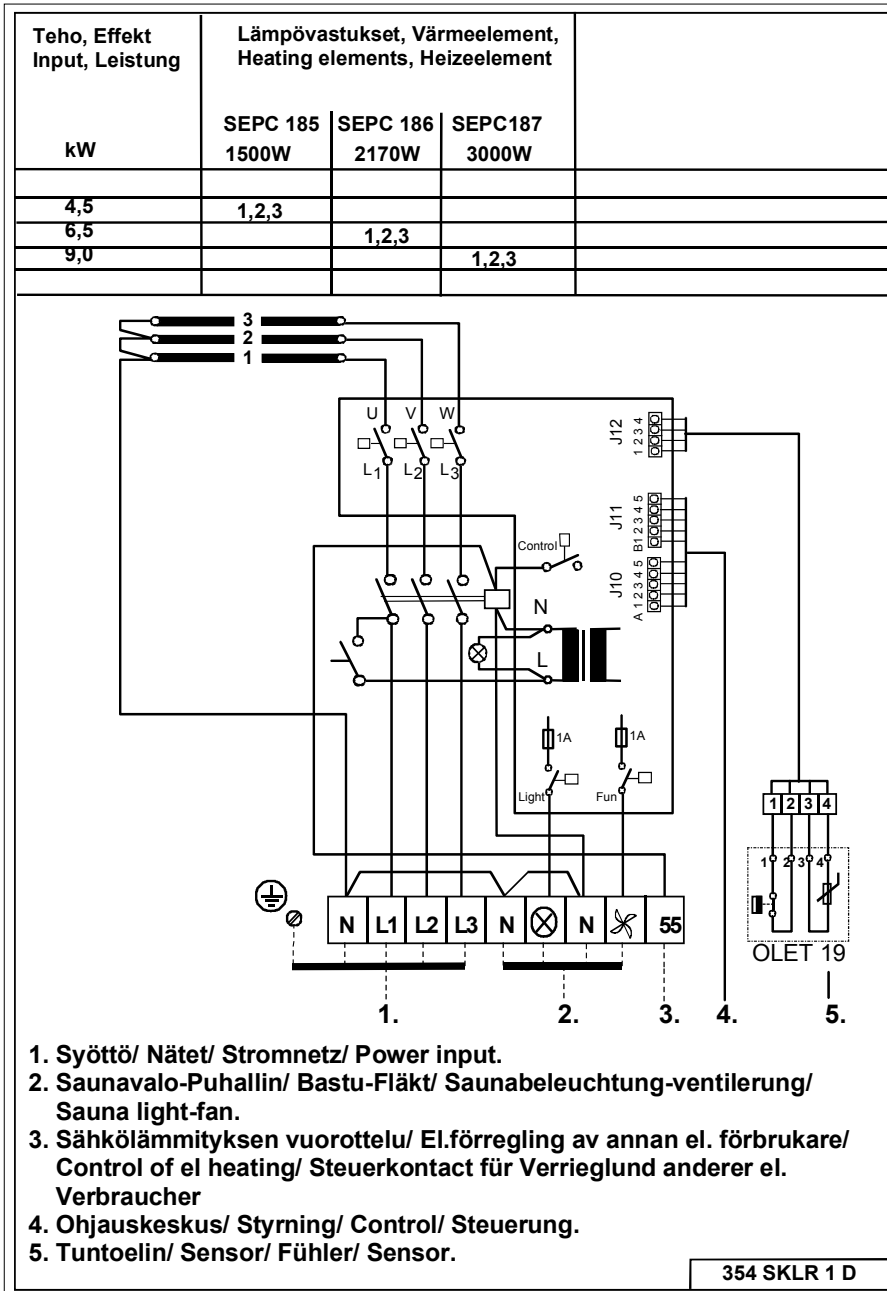 Teho, Effekt
Input, Leistung
kW
Lämpövastukset, Värmeelement,
Heating elements, Heizeelement
SEPC 185 SEPC 186 SEPC187
1500W 2170W 3000W
4,5 1,2,3
6,5 1,2,3
9,0 1,2,3
3
2
1
U V W
L1 L2 L3
J12
1 2 3 4
J11
B1 2 3 4 5
J10
A 1 2 3 4 5
Control
N
L
1A 1A
Light Fun
1 2 3 4
1 2 3 4
OLET 19
N L1 L2 L3 N N 55
1. 2. 3. 4. 5.
1. Syöttö/ Nätet/ Stromnetz/ Power input.
2. Saunavalo-Puhallin/ Bastu-Fläkt/ Saunabeleuchtung-ventilerung/
Sauna light-fan.
3. Sähkölämmityksen vuorottelu/ El.förregling av annan el. förbrukare/
Control of el heating/ Steuerkontact für Verrieglund anderer el.
Verbraucher
4. Ohjauskeskus/ Styrning/ Control/ Steuerung.
5. Tuntoelin/ Sensor/ Fühler/ Sensor.
354 SKLR 1 D